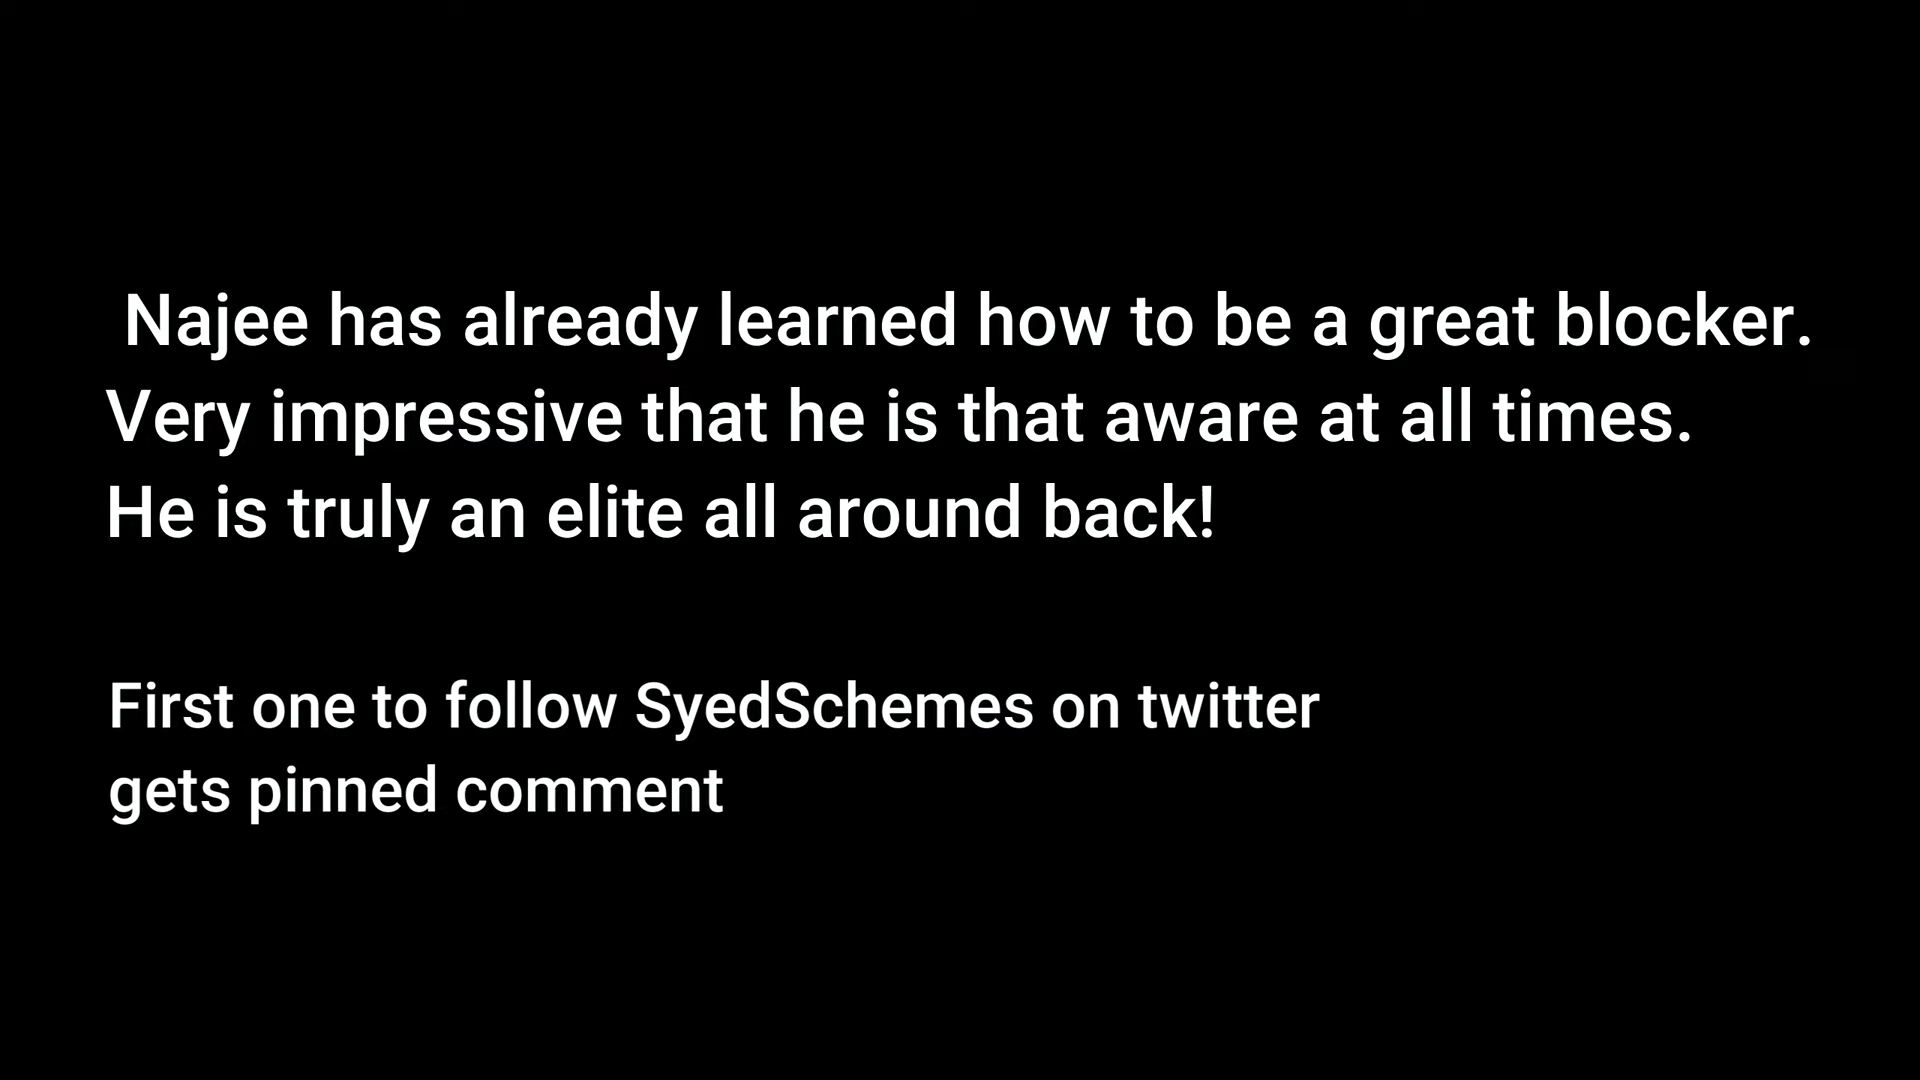 Najee has already learned how to be a great blocker.
Very impressive that he is that aware at all times.
He is truly an elite all around back!
First one to follow SyedSchemes on twitter
gets pinned comment